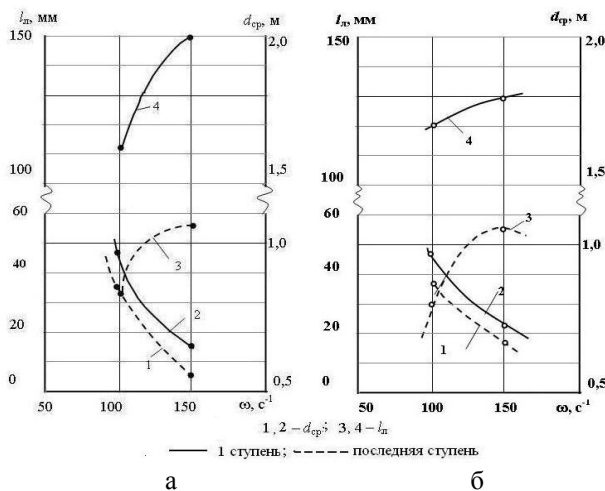 lл, мм
а
dср, м
150
2,0
4
100
1,5
60
1,0
40
3
2
20
1
0
0,5
50
100
150
ω, с⁻¹
lл, мм
б
dср, м
150
2,0
4
100
1,5
60
3
1,0
40
2
20
1
0
0,5
50
100
150
ω, с⁻¹
1, 2 – dср; 3, 4 – lл
1 ступень; последняя ступень
а
б